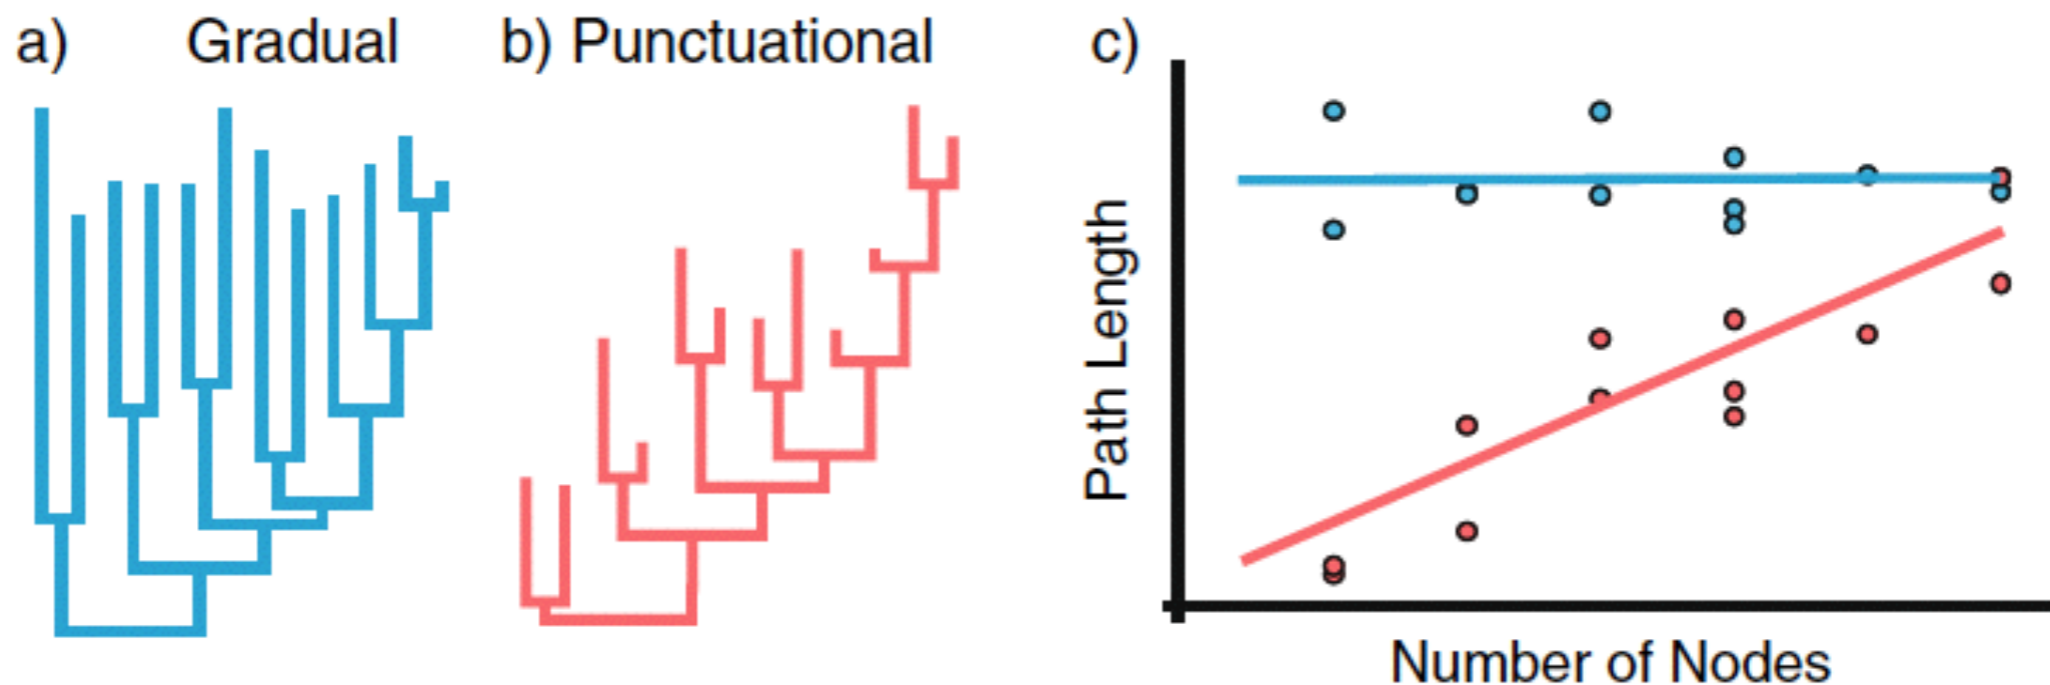 a) Gradual
b) Punctuational
c)
Path Length
Number of Nodes